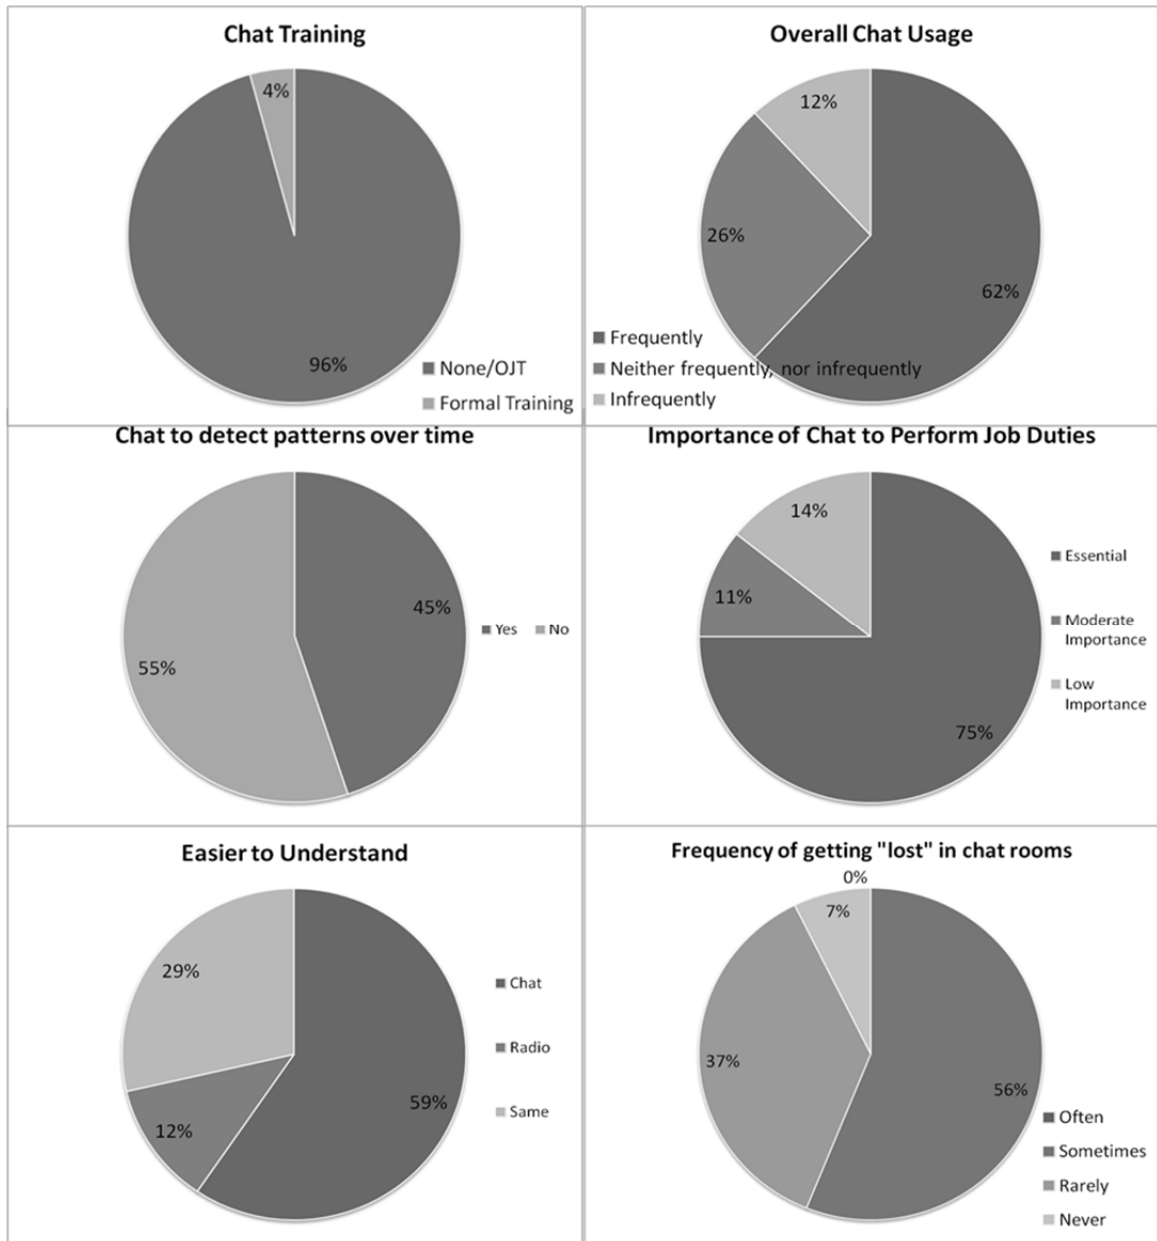 Chat Training
4%
96%
None/OJT
Formal Training
Overall Chat Usage
12%
26%
62%
Frequently
Neither frequently, nor infrequently
Infrequently
Chat to detect patterns over time
45%
55%
Yes No
Importance of Chat to Perform Job Duties
14%
11%
75%
Essential
Moderate
Importance
Low
Importance
Easier to Understand
29%
12%
59%
Chat
Radio
Same
Frequency of getting "lost" in chat rooms
0%
7%
37%
56%
Often
Sometimes
Rarely
Never